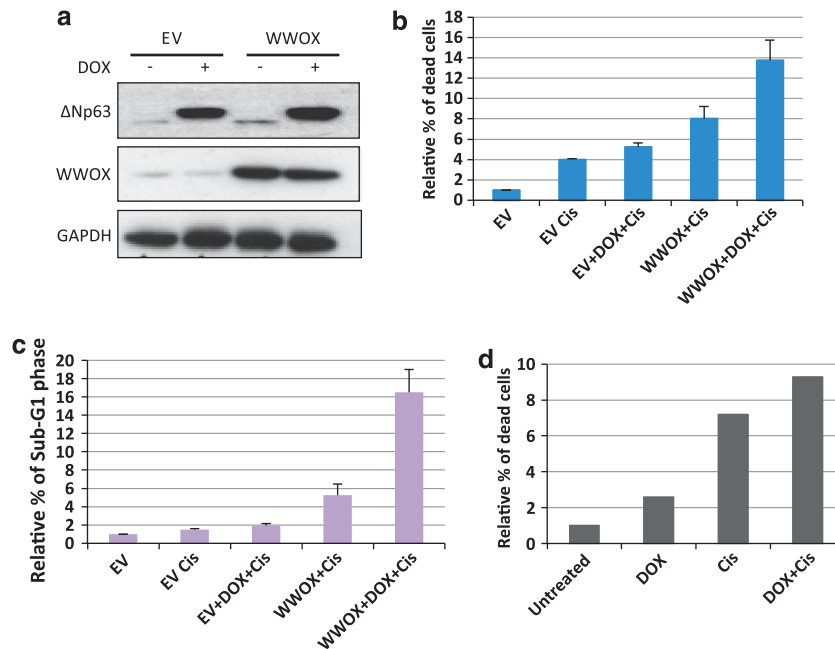 a
EV WWOX
DOX - + - +
ΔNp63
WWOX
GAPDH
b
Relative % of dead cells
18
16
14
12
10
8
6
4
2
0
EV
EV Cis
EV+DOX+Cis
WWOX+Cis
WWOX+DOX+Cis
c
Relative % of Sub-G1 phase
20
18
16
14
12
10
8
6
4
2
0
EV
EV Cis
EV+DOX+Cis
WWOX+Cis
WWOX+DOX+Cis
d
Relative % of dead cells
10
8
6
4
2
0
Untreated
DOX
Cis
DOX+Cis